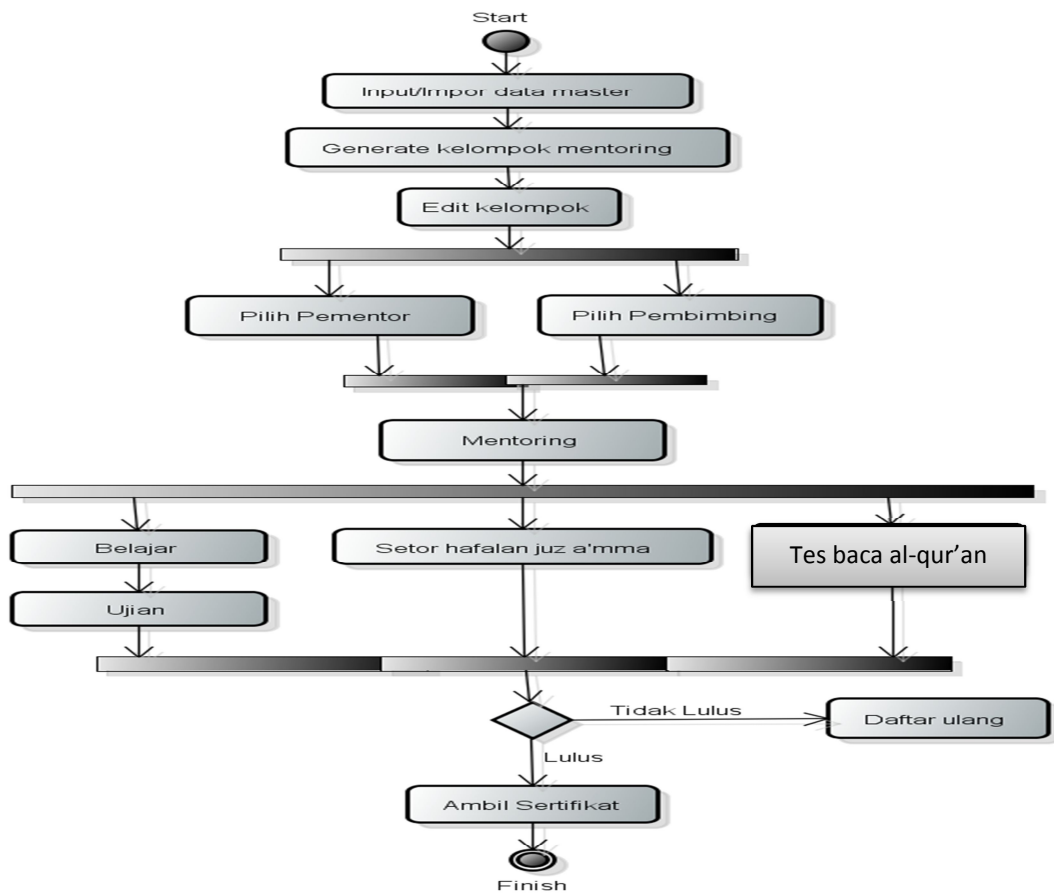 Start
Input/Impor data master
Generate kelompok mentoring
Edit kelompok
Pilih Pementor
Pilih Pembimbing
Mentoring
Belajar
Setor hafalan juz a'mma
Tes baca al-qur’an
Ujian
Tidak Lulus
Daftar ulang
Lulus
Ambil Sertifikat
Finish